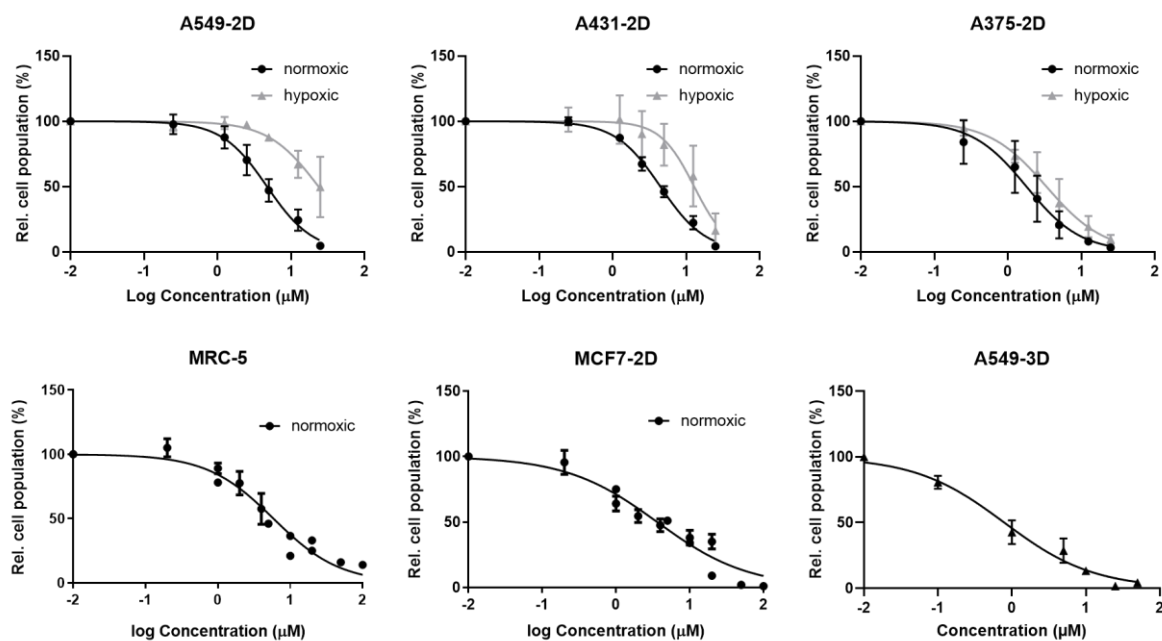 A549-2D
150
100
50
0
-2
-1
0
1
2
Rel. cell population (%)
Log Concentration (µM)
normoxic
hypoxic
A431-2D
150
100
50
0
-2
-1
0
1
2
Rel. cell population (%)
Log Concentration (µM)
normoxic
hypoxic
A375-2D
150
100
50
0
-2
-1
0
1
2
Rel. cell population (%)
Log Concentration (µM)
normoxic
hypoxic
MRC-5
150
100
50
0
-2
-1
0
1
2
Rel. cell population (%)
log Concentration (µM)
normoxic
MCF7-2D
150
100
50
0
-2
-1
0
1
2
Rel. cell population (%)
log Concentration (µM)
normoxic
A549-3D
150
100
50
0
-2
-1
0
1
2
Rel. cell population (%)
Concentration (µM)